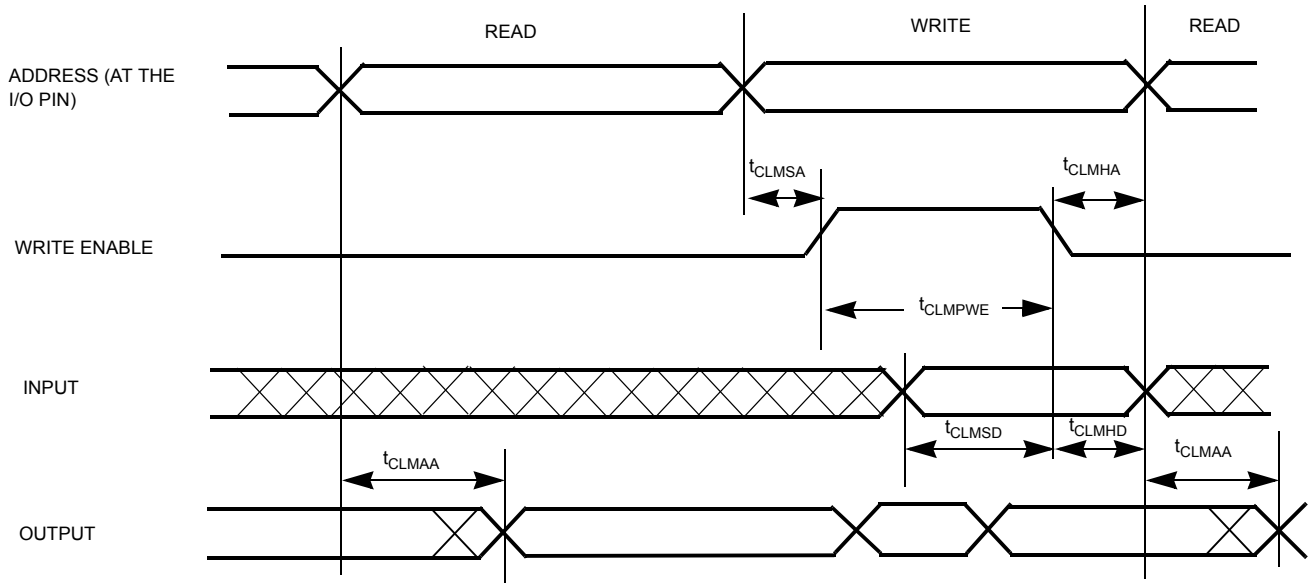 READ
WRITE
READ
ADDRESS (AT THE
I/O PIN)
tCLMSA
tCLMHA
WRITE ENABLE
tCLMPWE
INPUT
tCLMSD
tCLMHD
tCLMAA
tCLMAA
OUTPUT